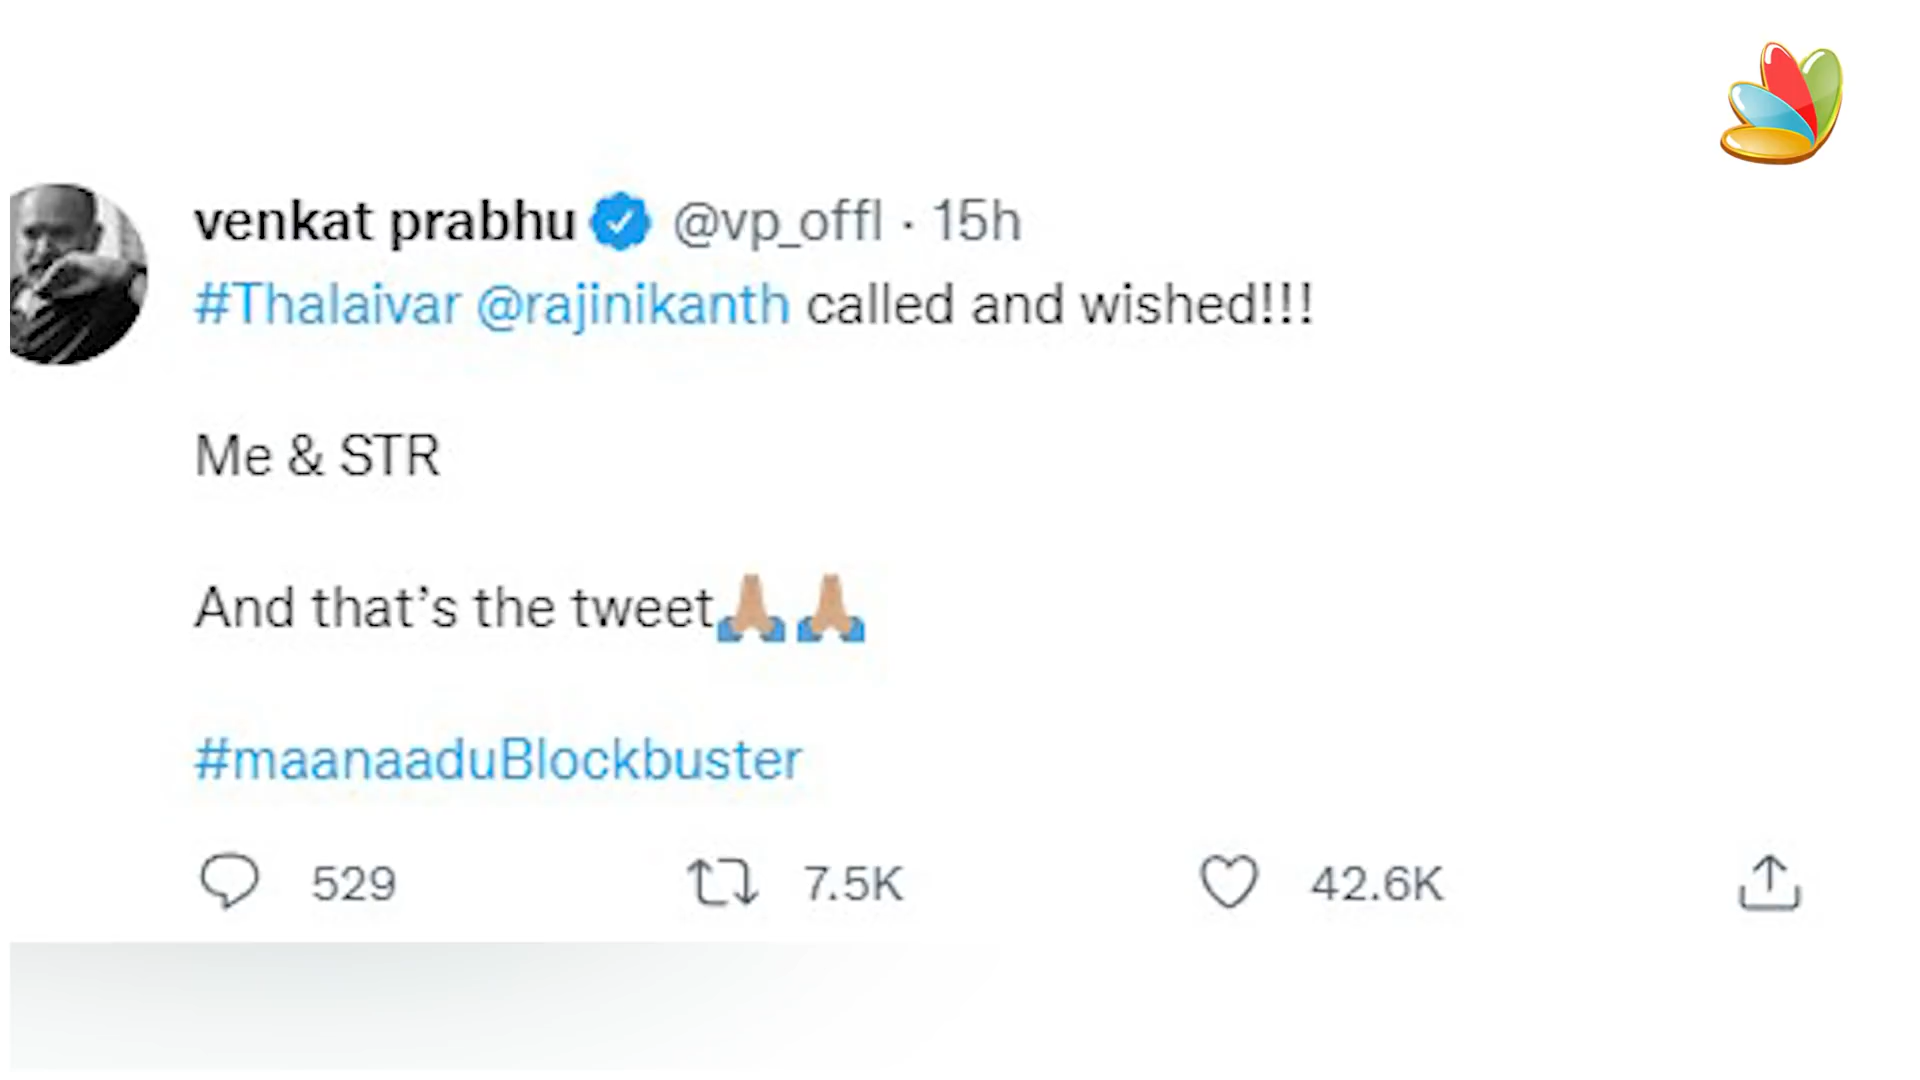 venkat prabhu @vp_offl · 15h
#Thalaivar @rajinikanth called and wished!!!
Me & STR
And that’s the tweet🙏🏽🙏🏽
#maanaaduBlockbuster
529 7.5K 42.6K